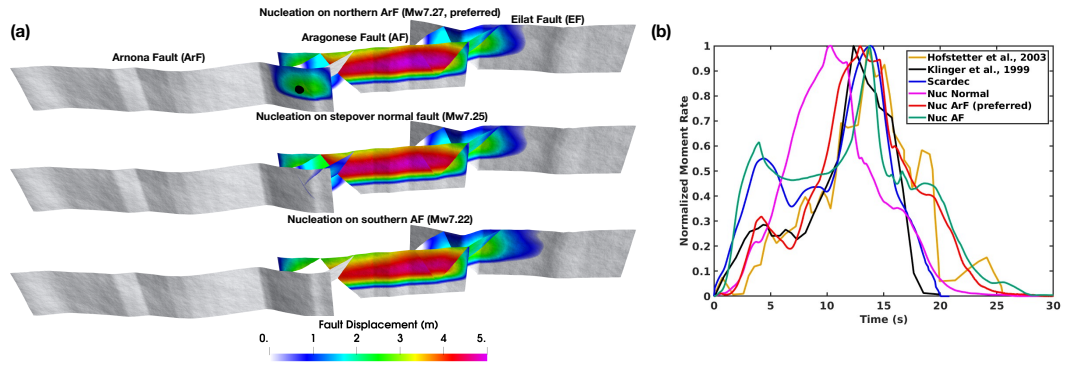 (a)
Nucleation on northern ArF (Mw7.27, preferred)
Eilat Fault (EF)
Aragonese Fault (AF)
Arnona Fault (ArF)
Nucleation on stepover normal fault (Mw7.25)
Nucleation on southern AF (Mw7.22)
Fault Displacement (m)
0. 1 2 3 4 5.
(b)
Normalized Moment Rate
1
0.9
0.8
0.7
0.6
0.5
0.4
0.3
0.2
0.1
0
0 5 10 15 20 25 30
Time (s)
Hofstetter et al., 2003
Klinger et al., 1999
Scardec
Nuc Normal
Nuc ArF (preferred)
Nuc AF